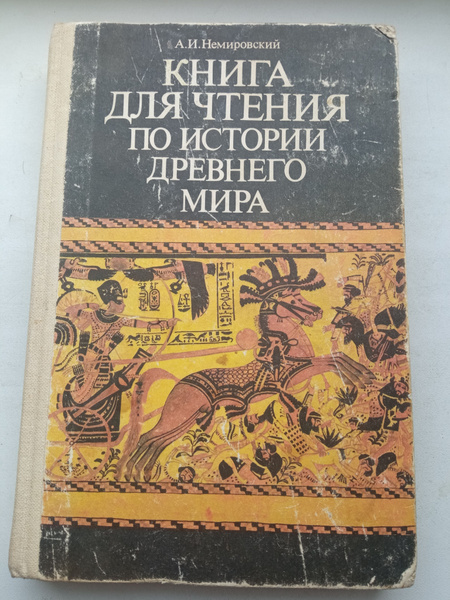 А.И.Немировский
КНИГА
ДЛЯ ЧТЕНИЯ
ПО ИСТОРИИ
ДРЕВНЕГО
МИРА